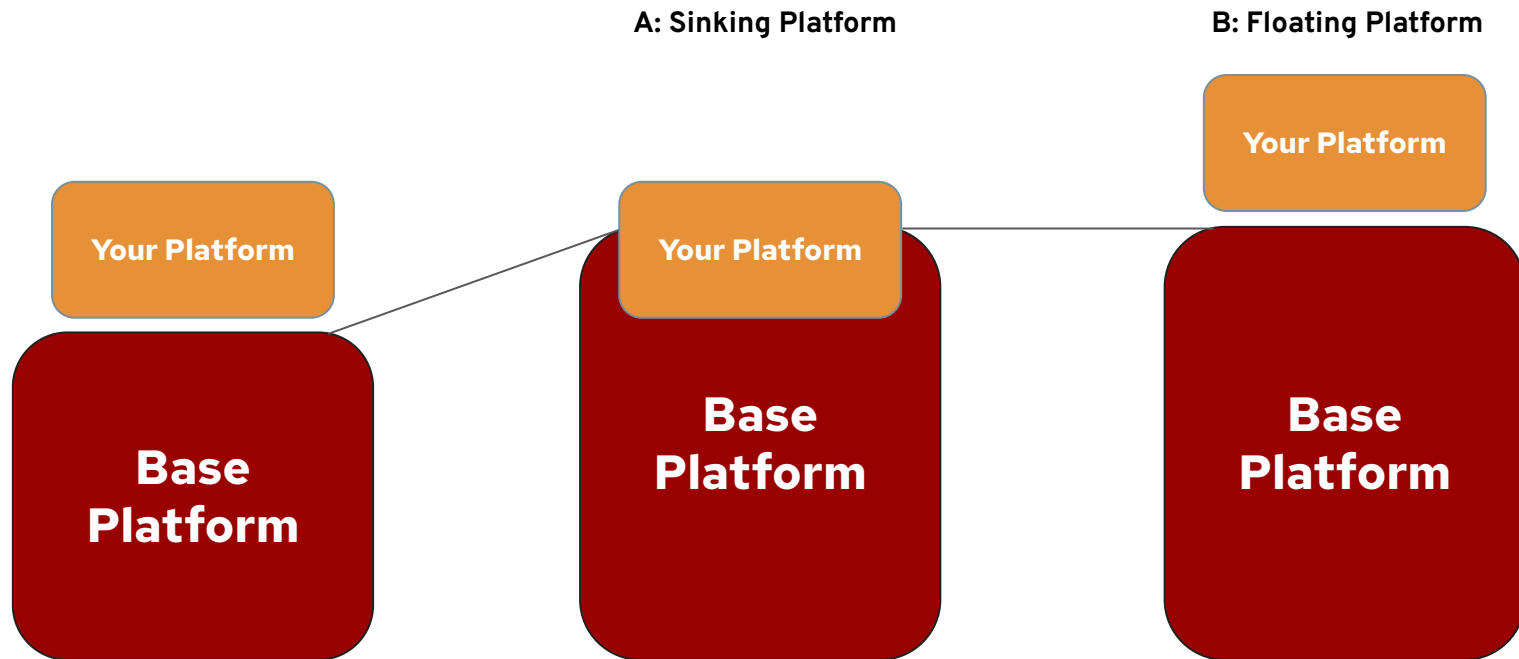 A: Sinking Platform
B: Floating Platform
Your Platform
Base
Platform
Your Platform
Base
Platform
Your Platform
Base
Platform